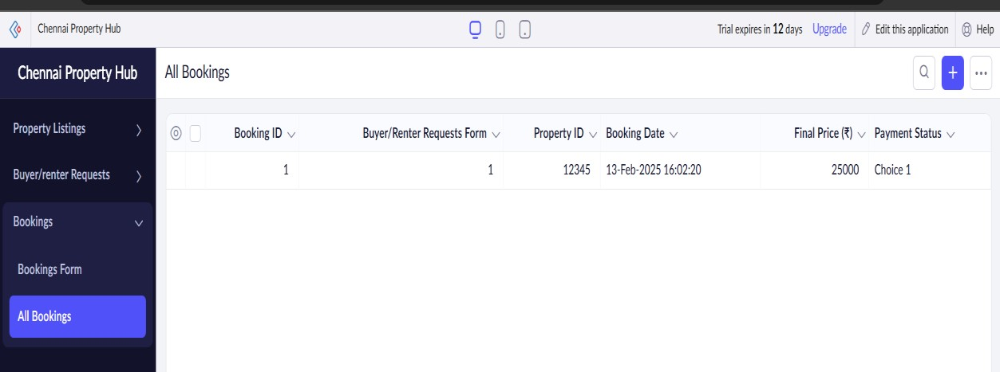 Chennai Property Hub
Trial expires in 12 days Upgrade Edit this application Help
Chennai Property Hub
All Bookings
Property Listings
Buyer/renter Requests
Bookings
Bookings Form
All Bookings
Booking ID Buyer/Renter Requests Form Property ID Booking Date Final Price (₹) Payment Status
1 1 12345 13-Feb-2025 16:02:20 25000 Choice 1